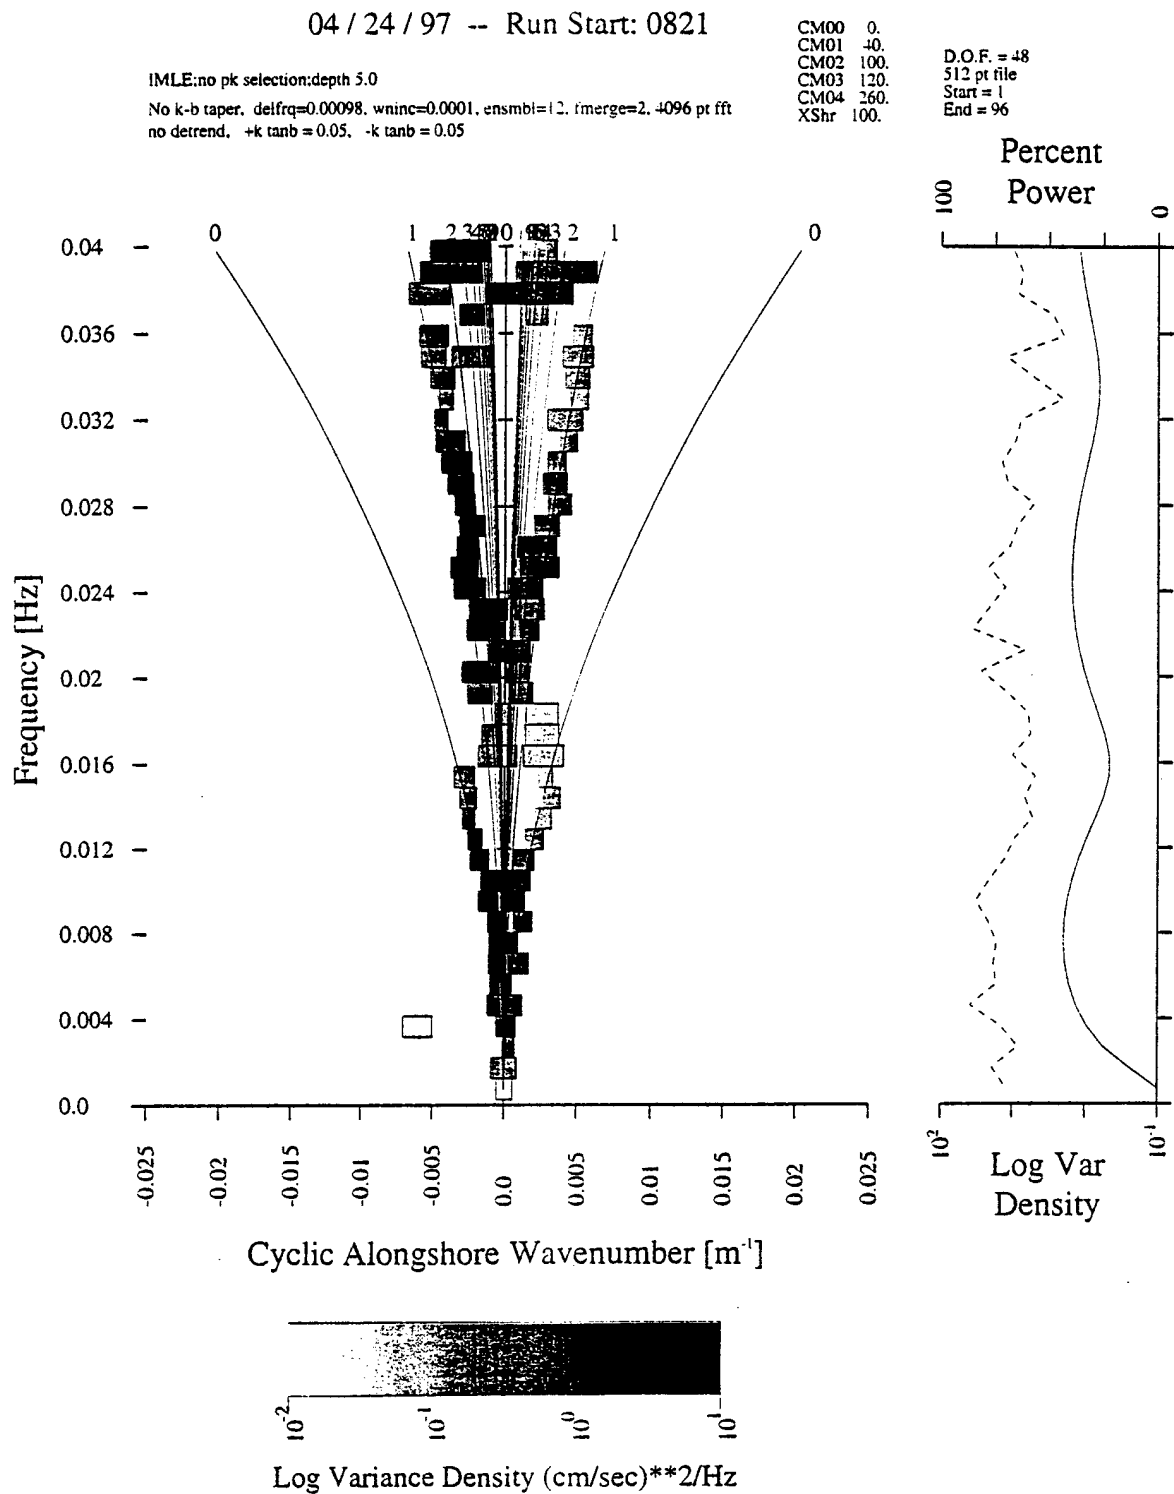 04 / 24 / 97 -- Run Start: 0821
IMLE:no pk selection:depth 5.0
No k-b taper, delfrq=0.00098, wninc=0.0001, ensmbl=12, fmerge=2, 4096 pt fft
no detrend, +k tanb = 0.05, -k tanb = 0.05
CM00 0.
CM01 40.
CM02 100.
CM03 120.
CM04 260.
XShr 100.
D.O.F. = 48
512 pt file
Start = 1
End = 96
Percent
Power
100
0
0 1 2 3 4 0 3 2 1 0
0.04
0.036
0.032
0.028
0.024
0.02
0.016
0.012
0.008
0.004
0.0
Frequency [Hz]
-0.025
-0.02
-0.015
-0.01
-0.005
0.0
0.005
0.01
0.015
0.02
0.025
Cyclic Alongshore Wavenumber [m⁻¹]
10²
10⁻¹
Log Var
Density
10⁻²
10⁻¹
10⁰
10¹
Log Variance Density (cm/sec)**2/Hz